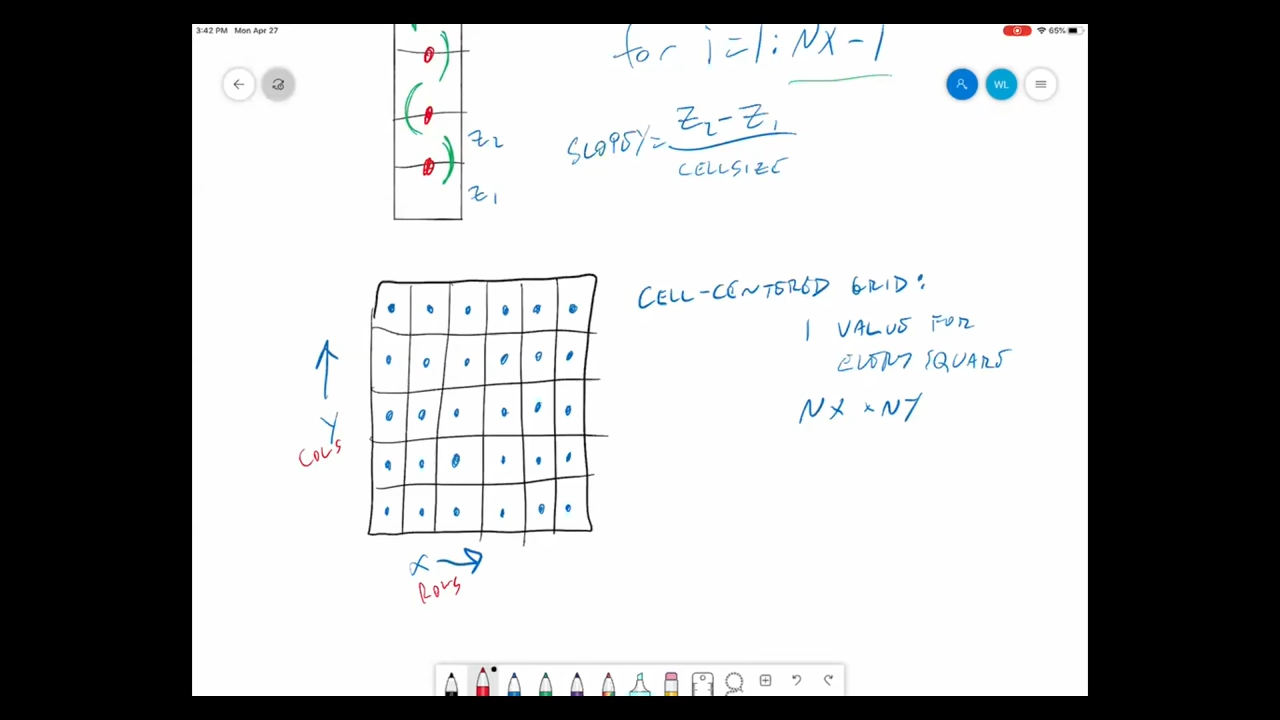 3:42 PM Mon Apr 27
65%
WL
for i=1:NX-1
SLOPEY = Z2-Z1
CELLSIZE
Z2
Z1
CELL-CENTERED GRID:
1 VALUE FOR
EVERY SQUARE
NX × NY
Y
COLS
X
ROWS